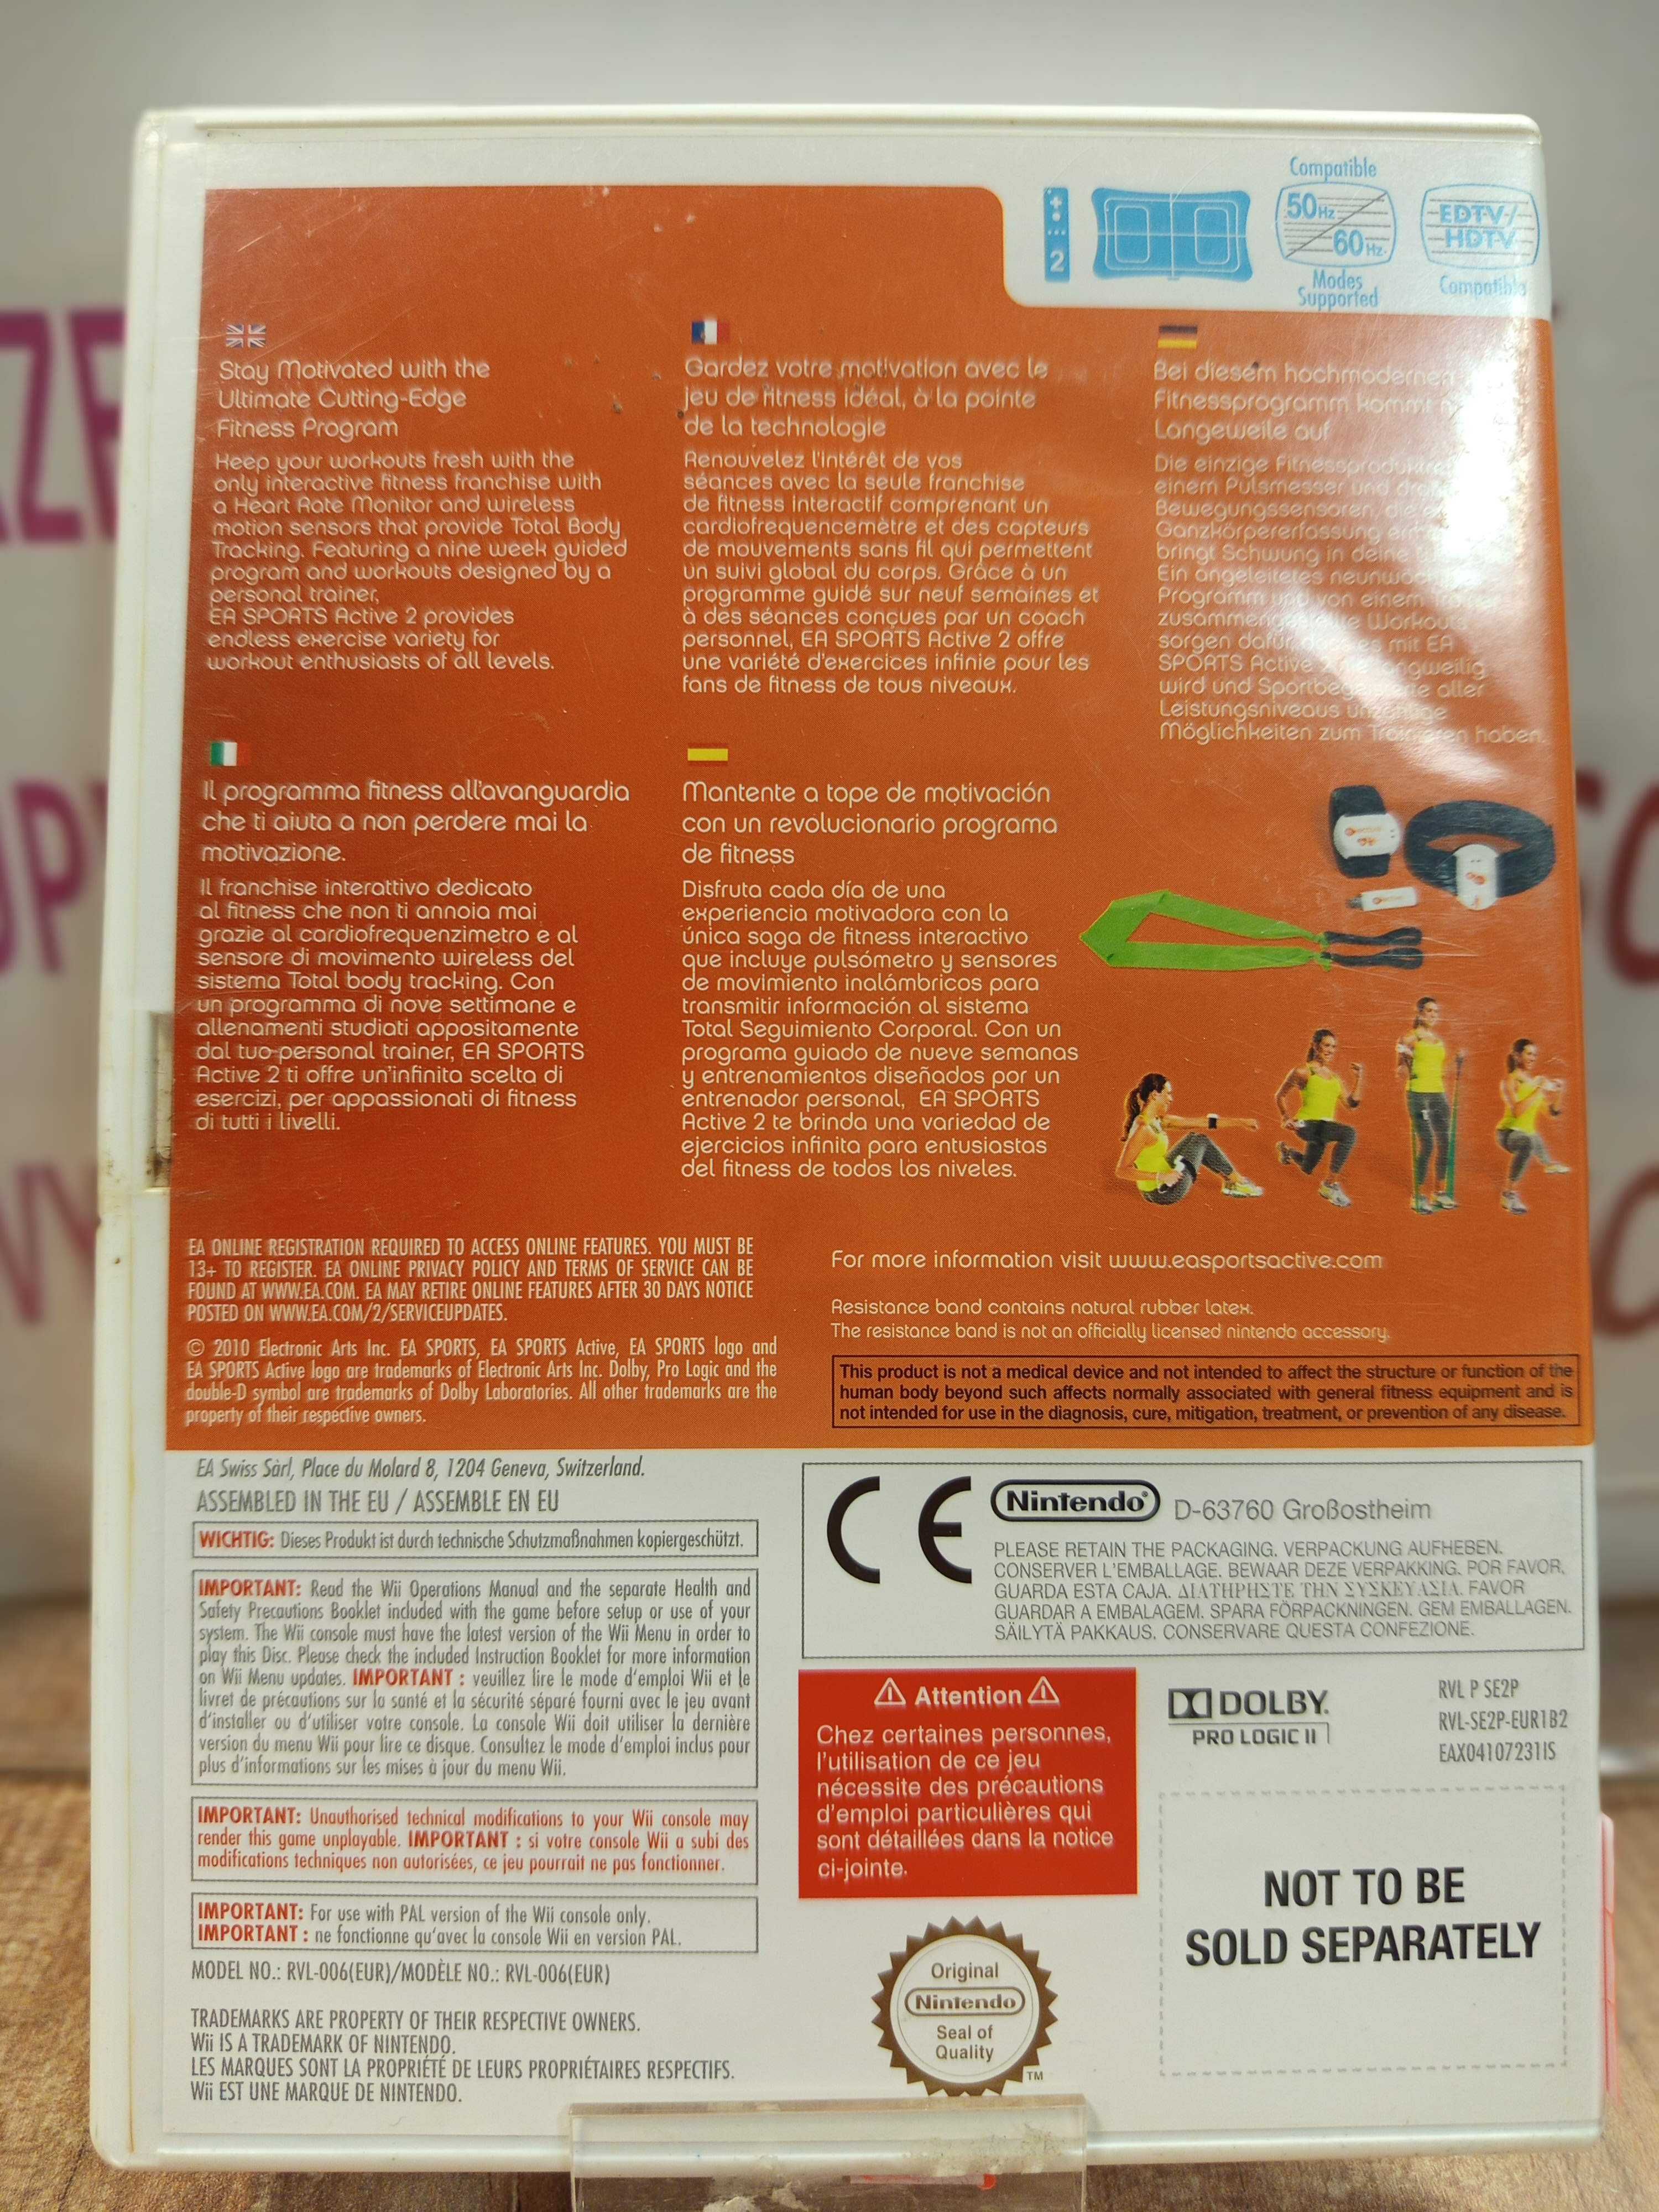 Compatible
50Hz
60Hz
Modes
Supported
EDTV/
HDTV
Compatible
2
Stay Motivated with the
Ultimate Cutting-Edge
Fitness Program
Keep your workouts fresh with the
only interactive fitness franchise with
a Heart Rate Monitor and wireless
motion sensors that provide Total Body
Tracking. Featuring a nine week guided
program and workouts designed by a
personal trainer,
EA SPORTS Active 2 provides
endless exercise variety for
workout enthusiasts of all levels.
Gardez votre motivation avec le
jeu de fitness idéal, à la pointe
de la technologie
Renouvelez l'intérêt de vos
séances avec la seule franchise
de fitness interactif comprenant un
cardiofrequencemètre et des capteurs
de mouvements sans fil qui permettent
un suivi global du corps. Grâce à un
programme guidé sur neuf semaines et
à des séances conçues par un coach
personnel, EA SPORTS Active 2 offre
une variété d'exercices infinie pour les
fans de fitness de tous niveaux.
Bei diesem hochmodernen
Fitnessprogramm kommt
Langeweile auf
Die einzige
einem Pulsmesser und
Bewegungssensoren,
Ganzkörpererfassung
bringt Schwung in deine
Ein angeleitetes
Programm und von einem
Workouts
sorgen dafür, es mit EA
SPORTS Active
wird und aller
Leistungsniveaus
Möglichkeiten zum Trainieren haben.
Il programma fitness all'avanguardia
che ti aiuta a non perdere mai la
motivazione.
Il franchise interattivo dedicato
al fitness che non ti annoia mai
grazie al cardiofrequenzimetro e al
sensore di movimento wireless del
sistema Total body tracking. Con
un programma di nove settimane e
allenamenti studiati appositamente
dal tuo personal trainer, EA SPORTS
Active 2 ti offre un'infinita scelta di
esercizi, per appassionati di fitness
di tutti i livelli.
Mantente a tope de motivación
con un revolucionario programa
de fitness
Disfruta cada día de una
experiencia motivadora con la
única saga de fitness interactivo
que incluye pulsómetro y sensores
de movimiento inalámbricos para
transmitir información al sistema
Total Seguimiento Corporal. Con un
programa guiado de nueve semanas
y entrenamientos diseñados por un
entrenador personal, EA SPORTS
Active 2 te brinda una variedad de
ejercicios infinita para entusiastas
del fitness de todos los niveles.
EA ONLINE REGISTRATION REQUIRED TO ACCESS ONLINE FEATURES. YOU MUST BE
13+ TO REGISTER. EA ONLINE PRIVACY POLICY AND TERMS OF SERVICE CAN BE
FOUND AT WWW.EA.COM. EA MAY RETIRE ONLINE FEATURES AFTER 30 DAYS NOTICE
POSTED ON WWW.EA.COM/2/SERVICEUPDATES.
© 2010 Electronic Arts Inc. EA SPORTS, EA SPORTS Active, EA SPORTS logo and
EA SPORTS Active logo are trademarks of Electronic Arts Inc. Dolby, Pro Logic and the
double-D symbol are trademarks of Dolby Laboratories. All other trademarks are the
property of their respective owners.
For more information visit www.easportsactive.com
Resistance band contains natural rubber latex.
The resistance band is not an officially licensed nintendo accessory.
This product is not a medical device and not intended to affect the structure or function of the
human body beyond such affects normally associated with general fitness equipment and is
not intended for use in the diagnosis, cure, mitigation, treatment, or prevention of any disease.
EA Swiss Sàrl, Place du Molard 8, 1204 Geneva, Switzerland.
ASSEMBLED IN THE EU / ASSEMBLE EN EU
WICHTIG: Dieses Produkt ist durch technische Schutzmaßnahmen kopiergeschützt.
IMPORTANT: Read the Wii Operations Manual and the separate Health and
Safety Precautions Booklet included with the game before setup or use of your
system. The Wii console must have the latest version of the Wii Menu in order to
play this Disc. Please check the included Instruction Booklet for more information
on Wii Menu updates. IMPORTANT : veuillez lire le mode d'emploi Wii et le
livret de précautions sur la santé et la sécurité séparé fourni avec le jeu avant
d'installer ou d'utiliser votre console. La console Wii doit utiliser la dernière
version du menu Wii pour lire ce disque. Consultez le mode d'emploi inclus pour
plus d'informations sur les mises à jour du menu Wii.
IMPORTANT: Unauthorised technical modifications to your Wii console may
render this game unplayable. IMPORTANT : si votre console Wii a subi des
modifications techniques non autorisées, ce jeu pourrait ne pas fonctionner.
IMPORTANT: For use with PAL version of the Wii console only.
IMPORTANT : ne fonctionne qu'avec la console Wii en version PAL.
MODEL NO.: RVL-006(EUR)/MODÈLE NO.: RVL-006(EUR)
TRADEMARKS ARE PROPERTY OF THEIR RESPECTIVE OWNERS.
Wii IS A TRADEMARK OF NINTENDO.
LES MARQUES SONT LA PROPRIÉTÉ DE LEURS PROPRIÉTAIRES RESPECTIFS.
Wii EST UNE MARQUE DE NINTENDO.
CE
Nintendo® D-63760 Großostheim
PLEASE RETAIN THE PACKAGING. VERPACKUNG AUFHEBEN.
CONSERVER L'EMBALLAGE. BEWAAR DEZE VERPAKKING. POR FAVOR,
GUARDA ESTA CAJA. ΔΙΑΤΗΡΗΣΤΕ ΤΗΝ ΣΥΣΚΕΥΑΣΙΑ. FAVOR
GUARDAR A EMBALAGEM. SPARA FÖRPACKNINGEN. GEM EMBALLAGEN.
SÄILYTÄ PAKKAUS. CONSERVARE QUESTA CONFEZIONE.
Attention
Chez certaines personnes,
l'utilisation de ce jeu
nécessite des précautions
d'emploi particulières qui
sont détaillées dans la notice
ci-jointe.
DOLBY.
PRO LOGIC II
RVL P SE2P
RVL-SE2P-EUR1B2
EAX04107231IS
NOT TO BE
SOLD SEPARATELY
Original
Nintendo
Seal of
Quality
TM